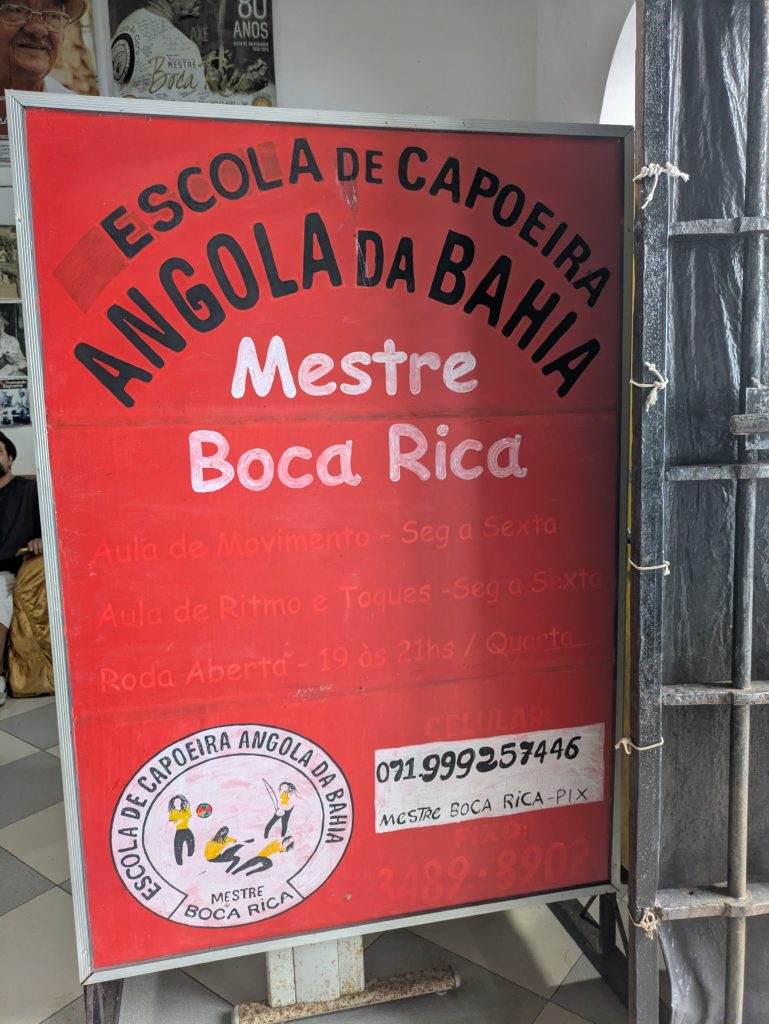 80
ANOS
AXÉ
MESTRE
Boca Rica
ESCOLA DE CAPOEIRA
ANGOLA DA BAHIA
Mestre
Boca Rica
Aula de Movimento - Seg a Sexta
Aula de Ritmo e Toques -Seg a Sexta
Roda Aberta - 19 às 21hs / Quarta
CELULAR:
071.999257446
MESTRE BOCA RICA-PIX
FIXO:
3489-8902
ESCOLA DE CAPOEIRA ANGOLA DA BAHIA
MESTRE
BOCA RICA